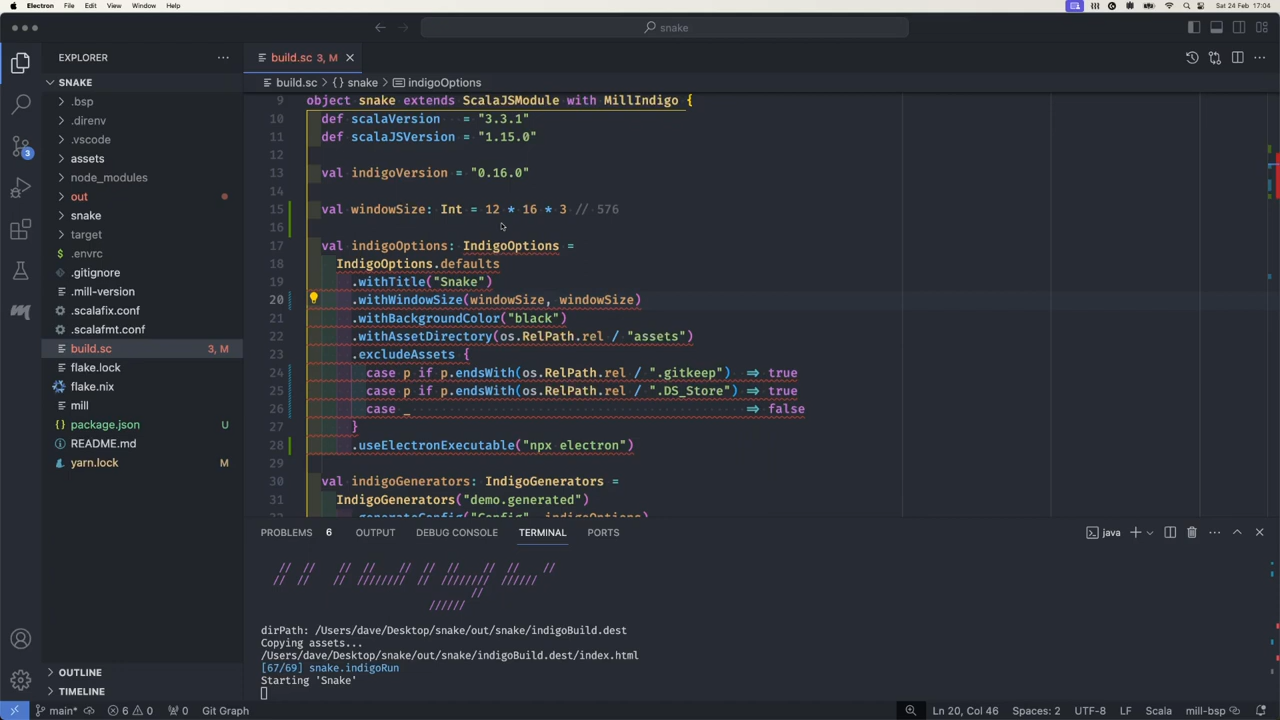 Electron File Edit View Window Help
Sat 24 Feb 17:04
snake
EXPLORER
SNAKE
.bsp
.direnv
.vscode
assets
node_modules
out
snake
target
.envrc
.gitignore
.mill-version
.scalafix.conf
.scalafmt.conf
build.sc 3, M
flake.lock
flake.nix
mill
package.json U
README.md
yarn.lock M
OUTLINE
TIMELINE
3
build.sc 3, M
build.sc > {} snake > indigoOptions
9 object snake extends ScalaJSModule with MillIndigo {
10 def scalaVersion = "3.3.1"
11 def scalaJSVersion = "1.15.0"
12
13 val indigoVersion = "0.16.0"
14
15 val windowSize: Int = 12 * 16 * 3 // 576
16
17 val indigoOptions: IndigoOptions =
18 IndigoOptions.defaults
19 .withTitle("Snake")
20 .withWindowSize(windowSize, windowSize)
21 .withBackgroundColor("black")
22 .withAssetDirectory(os.RelPath.rel / "assets")
23 .excludeAssets {
24 case p if p.endsWith(os.RelPath.rel / ".gitkeep") => true
25 case p if p.endsWith(os.RelPath.rel / ".DS_Store") => true
26 case _ => false
27 }
28 .useElectronExecutable("npx electron")
29
30 val indigoGenerators: IndigoGenerators =
31 IndigoGenerators("demo.generated")
.generateConfig("Config", indigoOptions)
PROBLEMS 6 OUTPUT DEBUG CONSOLE TERMINAL PORTS
java
// // // // // // // // //
// // // //////// // //////// //////
//
//////
dirPath: /Users/dave/Desktop/snake/out/snake/indigoBuild.dest
Copying assets...
/Users/dave/Desktop/snake/out/snake/indigoBuild.dest/index.html
[67/69] snake.indigoRun
Starting 'Snake'
main* 6 0 0 Git Graph
Ln 20, Col 46 Spaces: 2 UTF-8 LF Scala mill-bsp